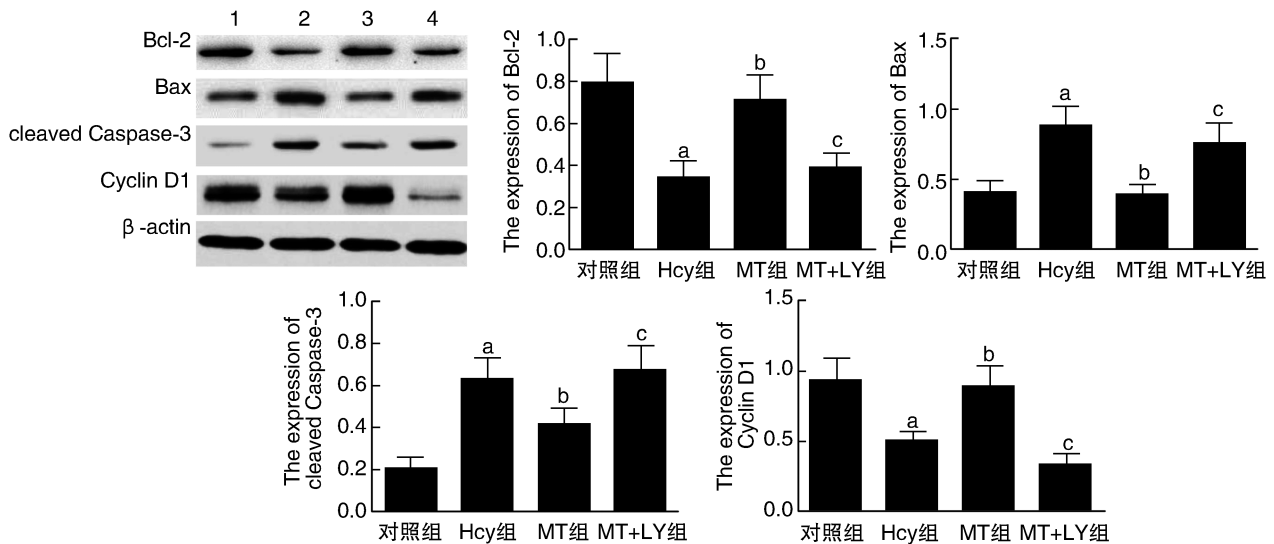 1 2 3 4
Bcl-2
Bax
cleaved Caspase-3
Cyclin D1
β-actin
The expression of Bcl-2
1.0
0.8
0.6
0.4
0.2
0.0
a
b
c
对照组 Hcy组 MT组 MT+LY组
The expression of Bax
1.5
1.0
0.5
0.0
a
b
c
对照组 Hcy组 MT组 MT+LY组
The expression of
cleaved Caspase-3
1.0
0.8
0.6
0.4
0.2
0.0
a
b
c
对照组 Hcy组 MT组 MT+LY组
The expression of
Cyclin D1
1.5
1.0
0.5
0.0
a
b
c
对照组 Hcy组 MT组 MT+LY组